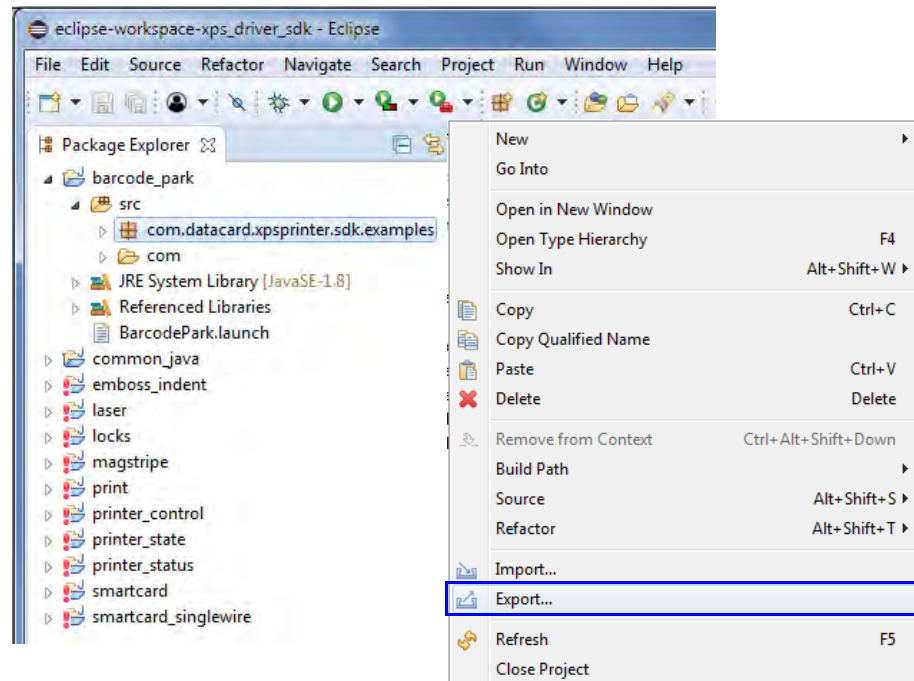 eclipse-workspace-xps_driver_sdk - Eclipse
File Edit Source Refactor Navigate Search Project Run Window Help
Package Explorer
barcode_park
src
com.datacard.xpsprinter.sdk.examples
com
JRE System Library [JavaSE-1.8]
Referenced Libraries
BarcodePark.launch
common_java
emboss_indent
laser
locks
magstripe
print
printer_control
printer_state
printer_status
smartcard
smartcard_singlewire
New
Go Into
Open in New Window
Open Type Hierarchy F4
Show In Alt+Shift+W
Copy Ctrl+C
Copy Qualified Name
Paste Ctrl+V
Delete Delete
Remove from Context Ctrl+Alt+Shift+Down
Build Path
Source Alt+Shift+S
Refactor Alt+Shift+T
Import...
Export...
Refresh F5
Close Project